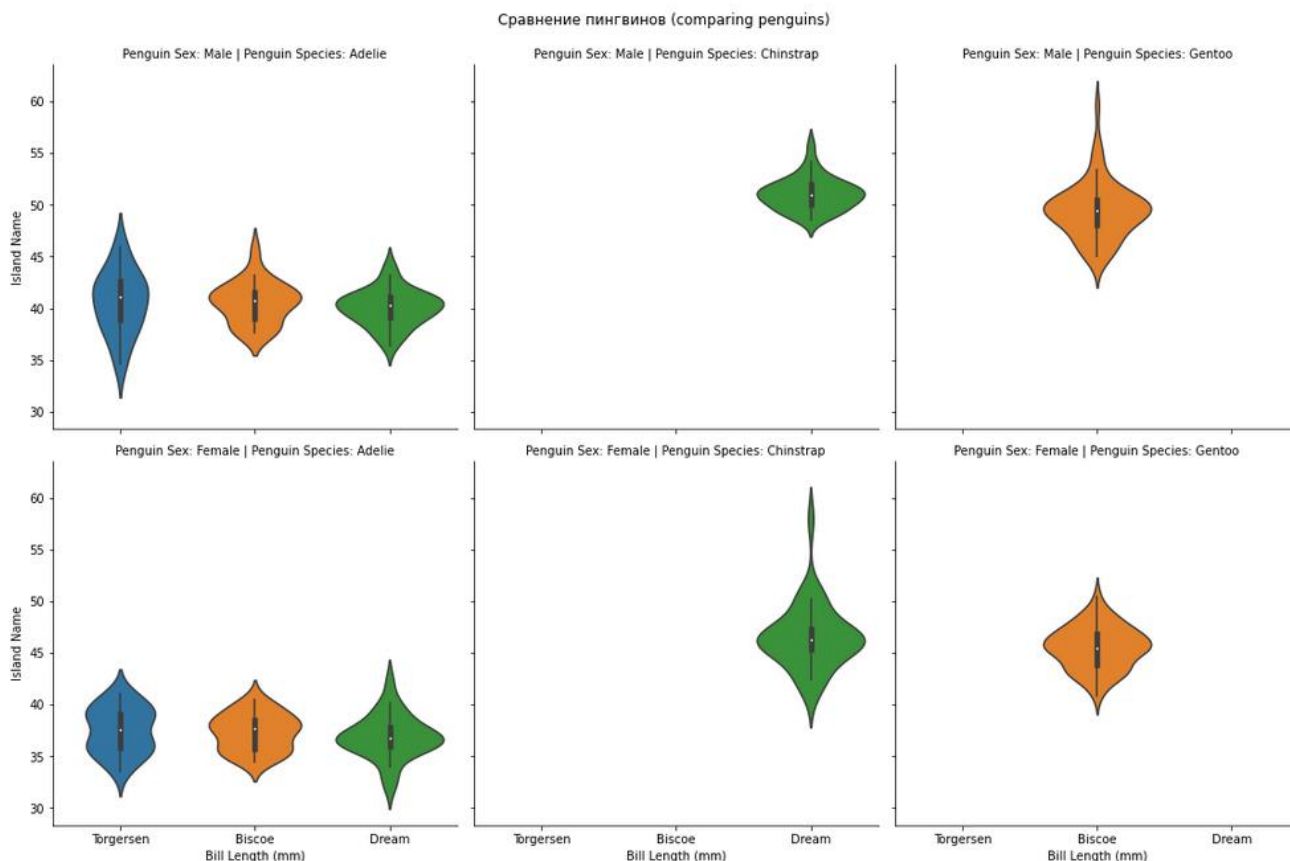 Сравнение пингвинов (comparing penguins)
Penguin Sex: Male | Penguin Species: Adelie
Penguin Sex: Male | Penguin Species: Chinstrap
Penguin Sex: Male | Penguin Species: Gentoo
60
55
50
45
40
35
30
Island Name
Penguin Sex: Female | Penguin Species: Adelie
Penguin Sex: Female | Penguin Species: Chinstrap
Penguin Sex: Female | Penguin Species: Gentoo
60
55
50
45
40
35
30
Island Name
Torgersen Biscoe Dream
Bill Length (mm)
Torgersen Biscoe Dream
Bill Length (mm)
Torgersen Biscoe Dream
Bill Length (mm)